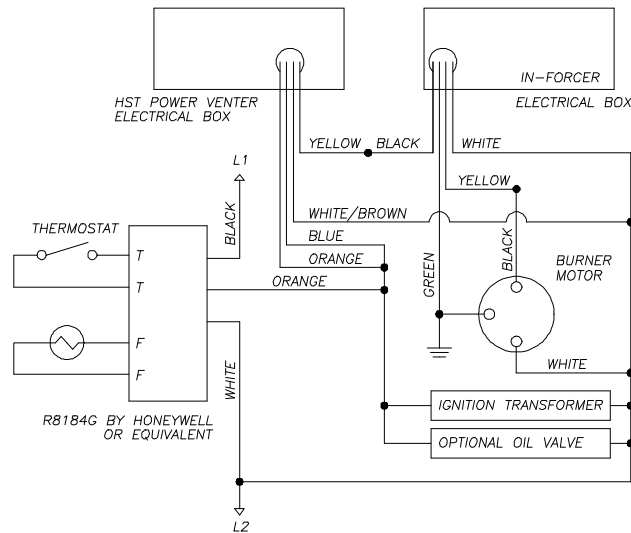 IN-FORCER
HST POWER VENTER
ELECTRICAL BOX
ELECTRICAL BOX
YELLOW
BLACK
WHITE
L1
YELLOW
BLACK
WHITE/BROWN
THERMOSTAT
BLUE
BLACK
BURNER
MOTOR
T
ORANGE
GREEN
T
ORANGE
F
WHITE
WHITE
F
IGNITION TRANSFORMER
R8184G BY HONEYWELL
OR EQUIVALENT
OPTIONAL OIL VALVE
L2